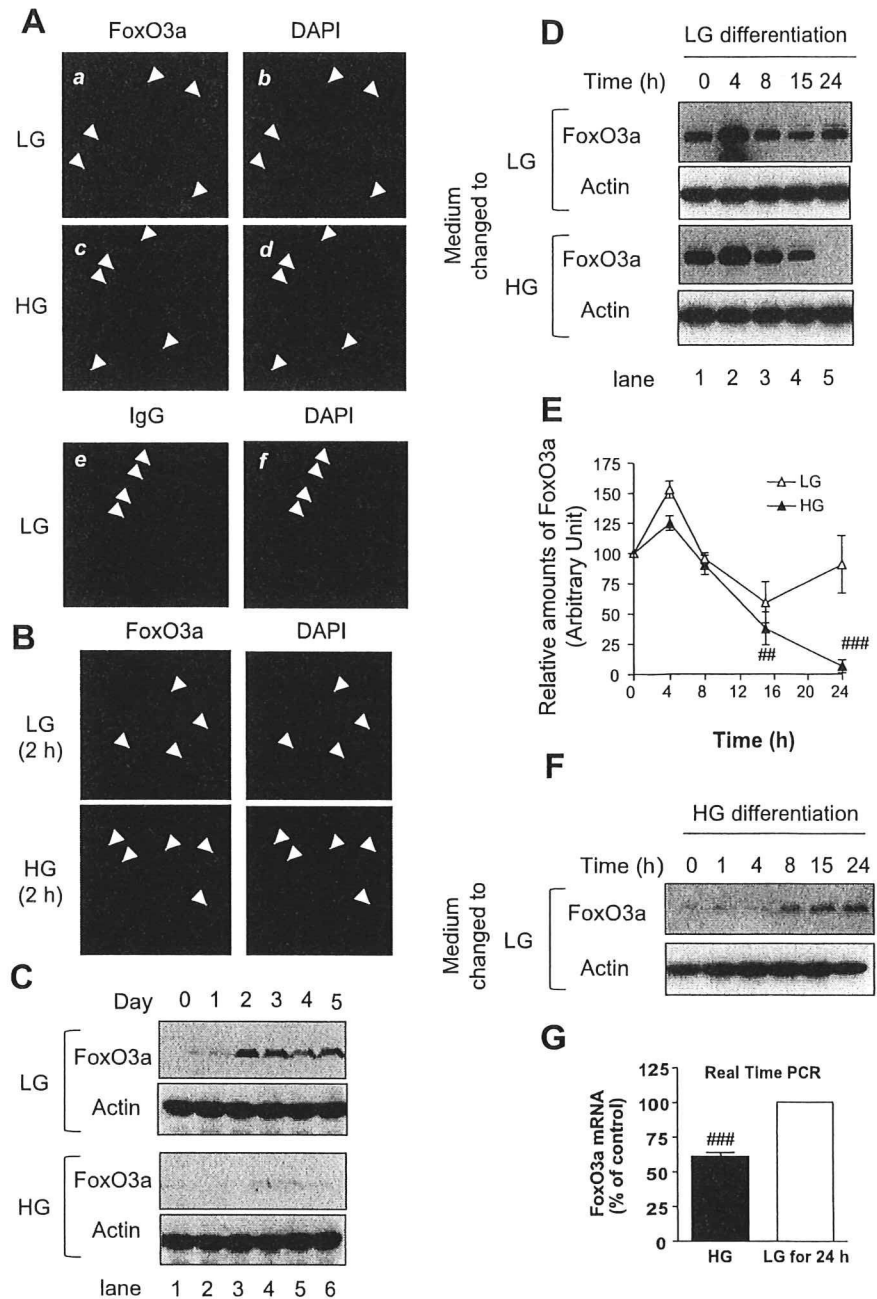 A
FoxO3a DAPI
a b
LG
c d
HG
IgG DAPI
e f
LG
B
FoxO3a DAPI
LG
(2 h)
HG
(2 h)
C
Day 0 1 2 3 4 5
LG
FoxO3a
Actin
HG
FoxO3a
Actin
lane 1 2 3 4 5 6
D
LG differentiation
Time (h) 0 4 8 15 24
Medium
changed to
LG
FoxO3a
Actin
HG
FoxO3a
Actin
lane 1 2 3 4 5
E
Relative amounts of FoxO3a
(Arbitrary Unit)
175
150
125
100
75
50
25
0
LG
HG
##
###
0 4 8 12 16 20 24
Time (h)
F
HG differentiation
Time (h) 0 1 4 8 15 24
Medium
changed to
LG
FoxO3a
Actin
G
Real Time PCR
FoxO3a mRNA
(% of control)
125
100
75
50
25
0
###
HG LG for 24 h